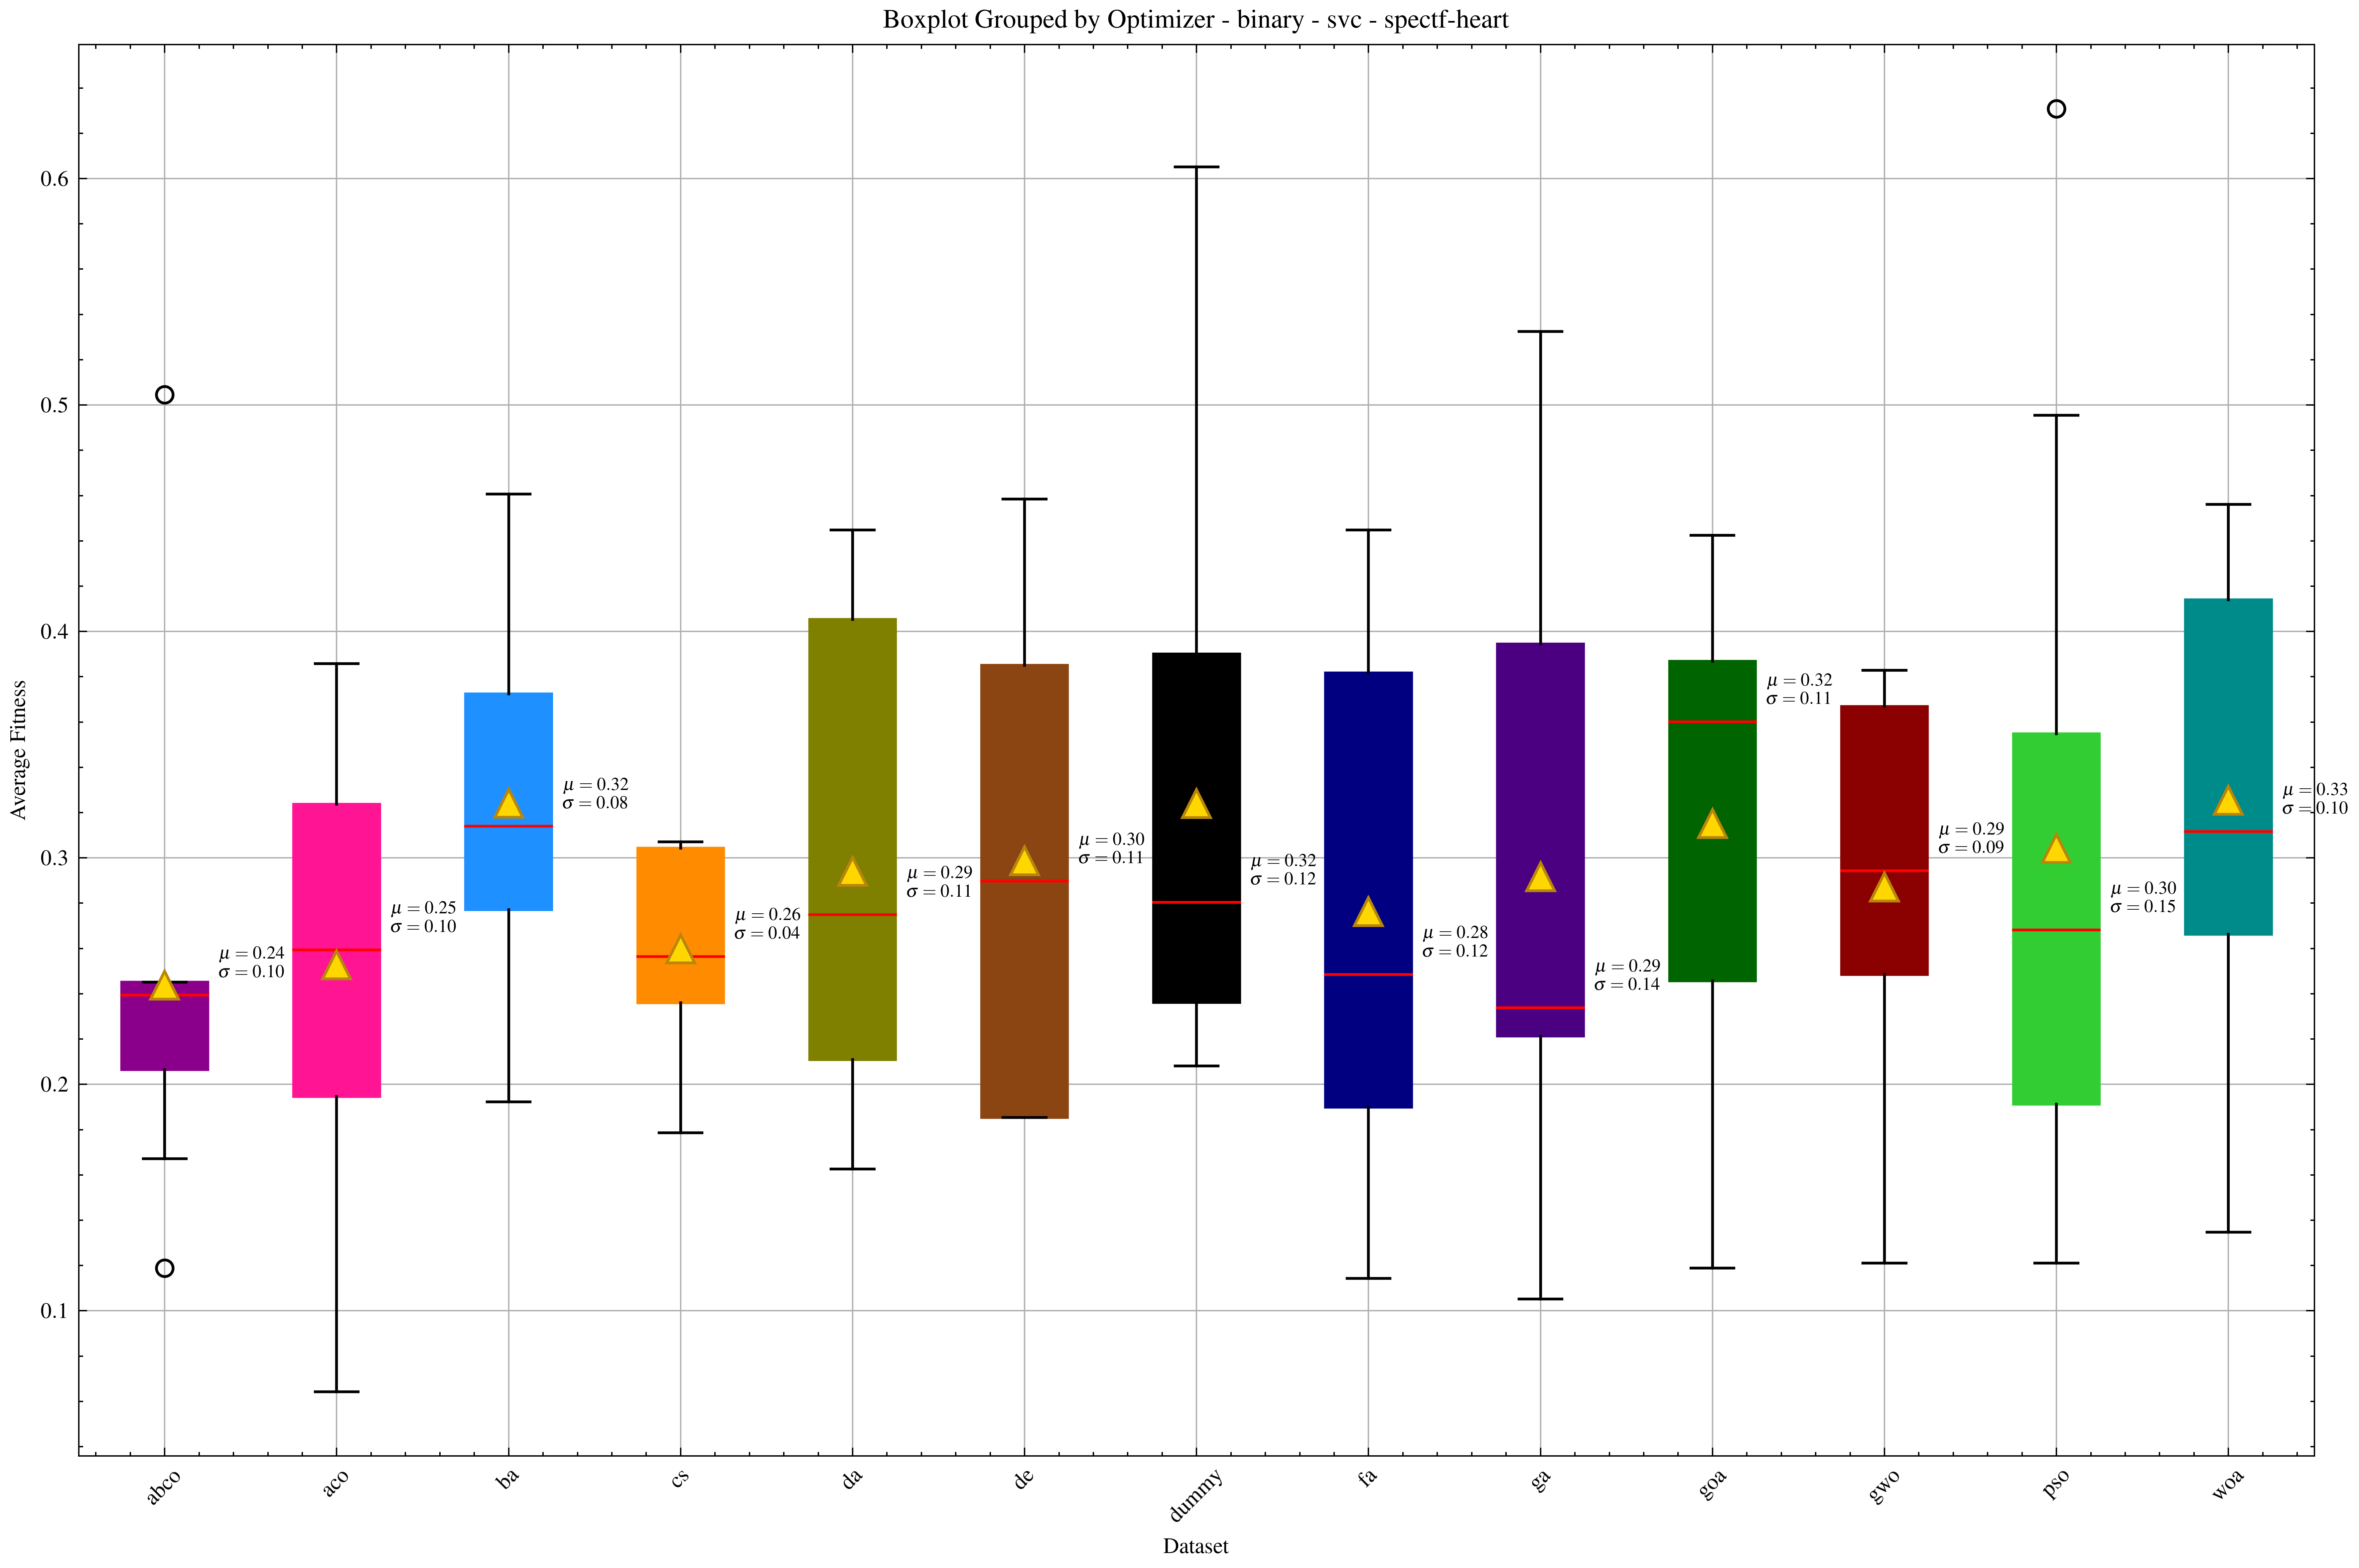 Boxplot Grouped by Optimizer - binary - svc - spectf-heart
Average Fitness
0.6
0.5
0.4
0.3
0.2
0.1
μ = 0.24
σ = 0.10
μ = 0.25
σ = 0.10
μ = 0.32
σ = 0.08
μ = 0.26
σ = 0.04
μ = 0.29
σ = 0.11
μ = 0.30
σ = 0.11
μ = 0.32
σ = 0.12
μ = 0.28
σ = 0.12
μ = 0.29
σ = 0.14
μ = 0.32
σ = 0.11
μ = 0.29
σ = 0.09
μ = 0.30
σ = 0.15
μ = 0.33
σ = 0.10
abco
aco
ba
cs
da
de
dummy
fa
ga
goa
gwo
pso
woa
Dataset